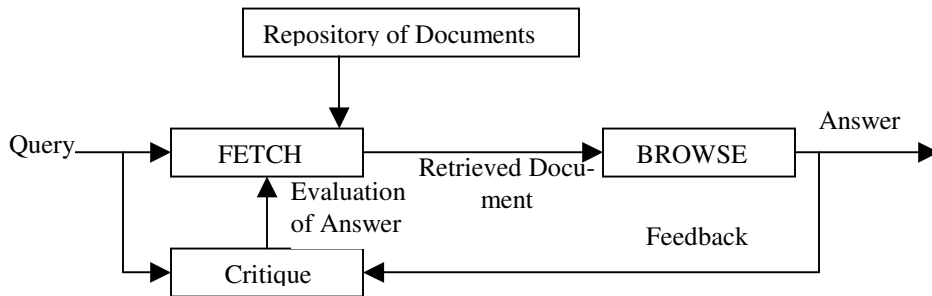 Repository of Documents
Answer
Query
FETCH
BROWSE
Retrieved Docu-
ment
Evaluation
of Answer
Feedback
Critique